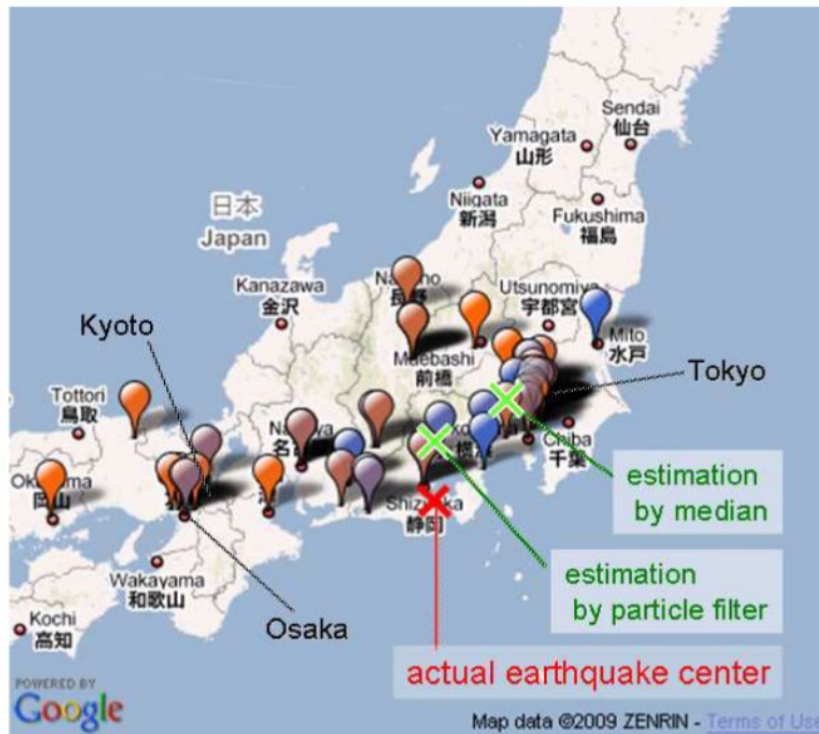 Sendai
仙台
Yamagata
山形
Niigata
新潟
Fukushima
福島
日本
Japan
Kanazawa
金沢
Utsunomiya
宇都宮
Kyoto
Mito
水戸
Maebashi
前橋
Tokyo
Tottori
鳥取
Chiba
千葉
estimation
by median
岡山
Shizuoka
静岡
estimation
by particle filter
Wakayama
和歌山
Kochi
高知
Osaka
actual earthquake center
POWERED BY
Google
Map data ©2009 ZENRIN - Terms of Use